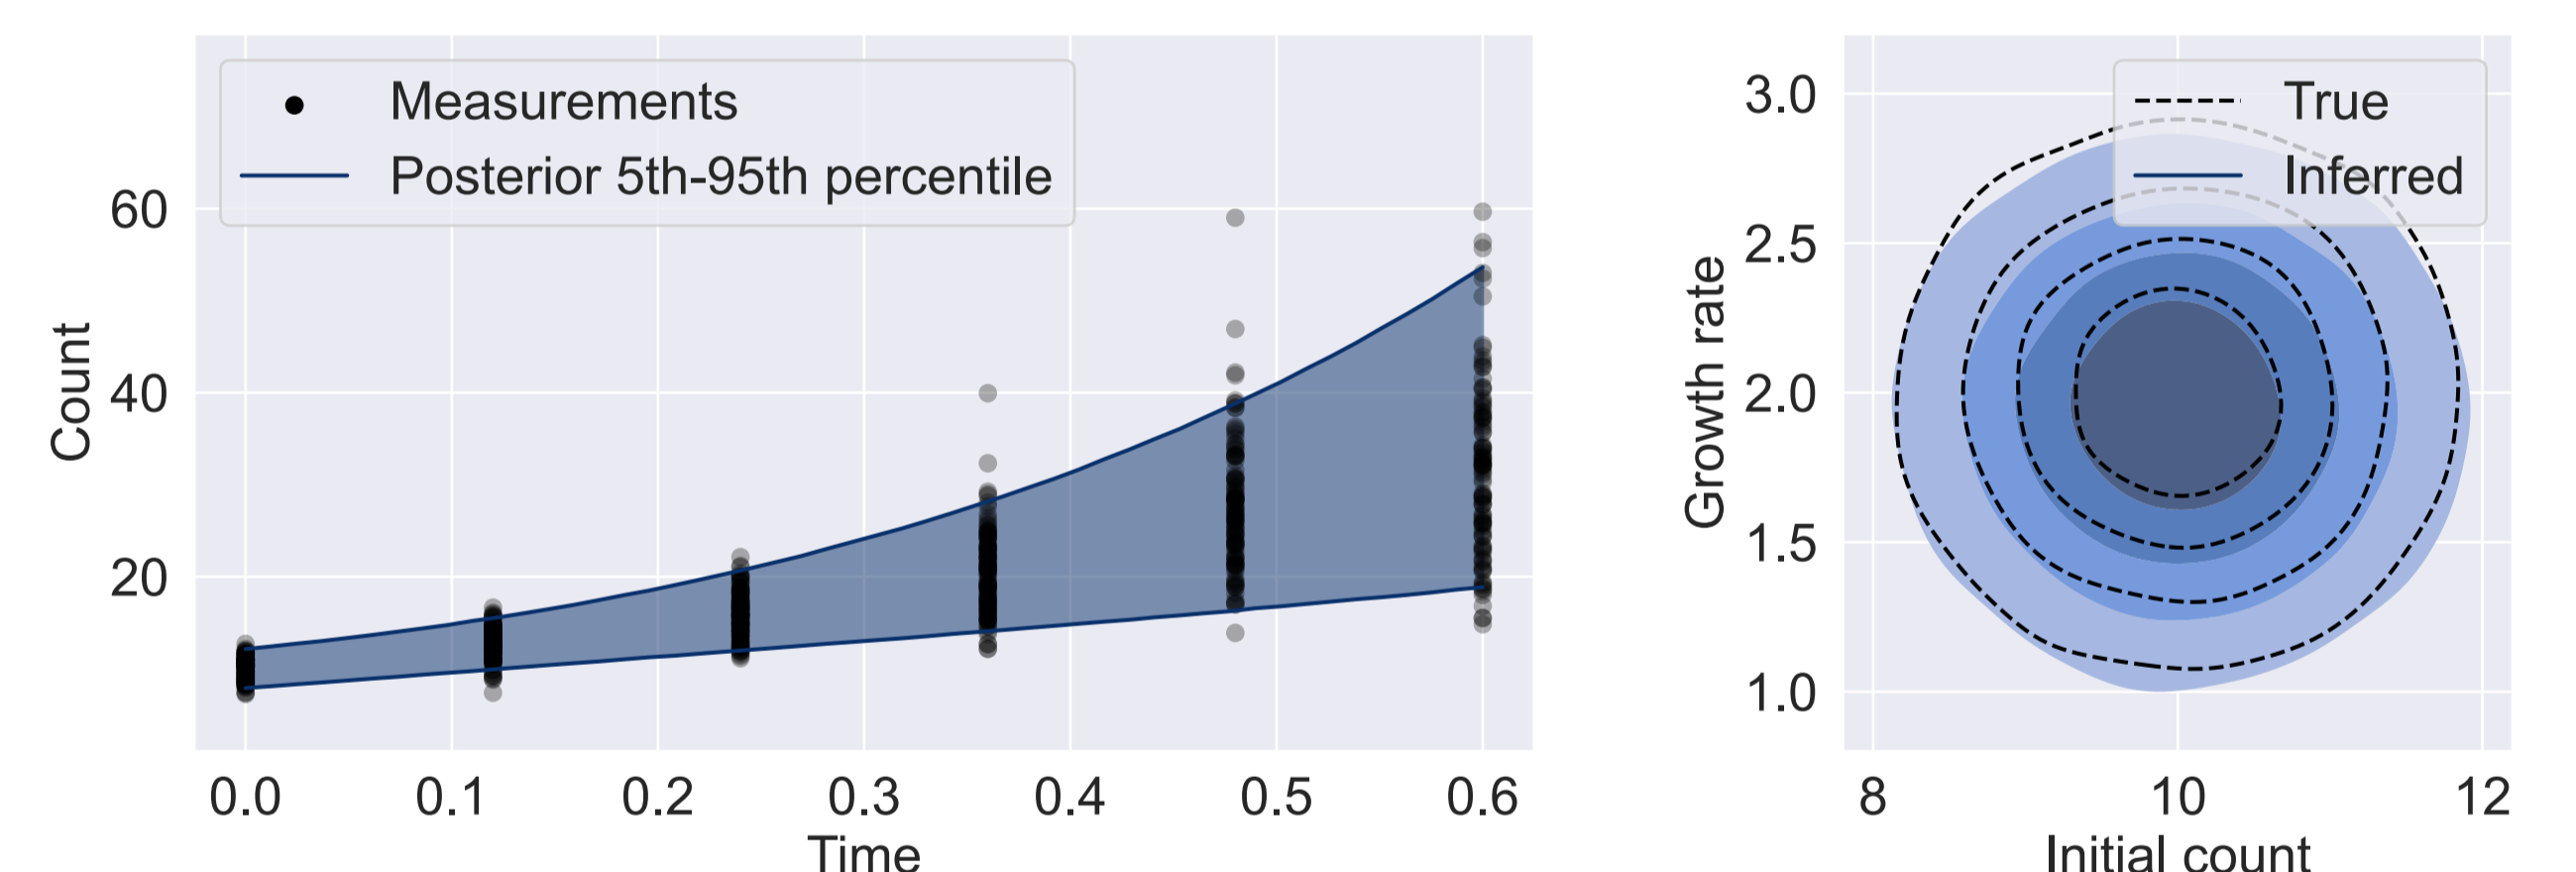 Measurements
Posterior 5th-95th percentile
60
40
20
Count
0.0 0.1 0.2 0.3 0.4 0.5 0.6
Time
True
Inferred
3.0
2.5
2.0
1.5
1.0
Growth rate
8 10 12
Initial count